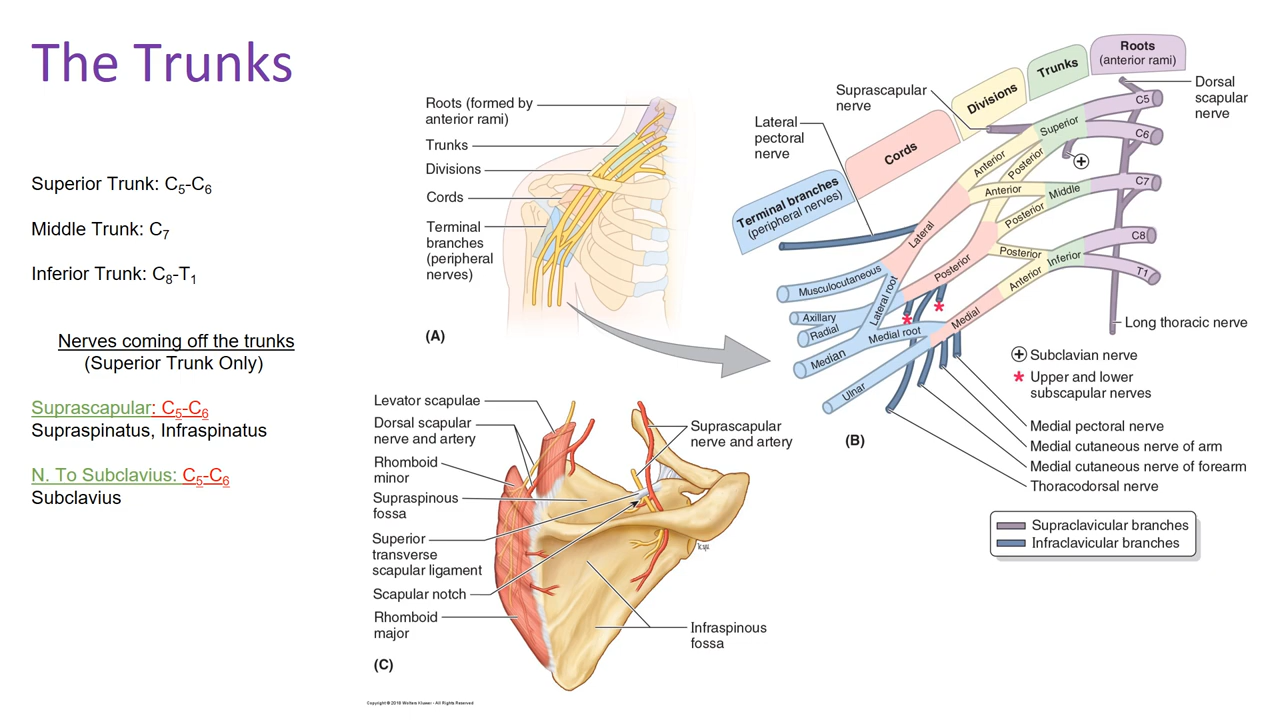 The Trunks
Superior Trunk: C5-C6
Middle Trunk: C7
Inferior Trunk: C8-T1
Nerves coming off the trunks
(Superior Trunk Only)
Suprascapular: C5-C6
Supraspinatus, Infraspinatus
N. To Subclavius: C5-C6
Subclavius
Roots (formed by
anterior rami)
Trunks
Divisions
Cords
Terminal
branches
(peripheral
nerves)
(A)
Roots
(anterior rami)
Trunks
Divisions
Cords
Terminal branches
(peripheral nerves)
Suprascapular
nerve
Lateral
pectoral
nerve
Dorsal
scapular
nerve
C5
C6
C7
C8
T1
Superior
Middle
Inferior
Anterior
Posterior
Anterior
Posterior
Posterior
Anterior
Lateral
Posterior
Medial
Musculocutaneous
Axillary
Radial
Median
Ulnar
Lateral root
Medial root
Long thoracic nerve
+ Subclavian nerve
* Upper and lower
subscapular nerves
Medial pectoral nerve
Medial cutaneous nerve of arm
Medial cutaneous nerve of forearm
Thoracodorsal nerve
(B)
Supraclavicular branches
Infraclavicular branches
Levator scapulae
Dorsal scapular
nerve and artery
Rhomboid
minor
Supraspinous
fossa
Superior
transverse
scapular ligament
Scapular notch
Rhomboid
major
(C)
Suprascapular
nerve and artery
Infraspinous
fossa
Copyright © 2018 Wolters Kluwer - All Rights Reserved